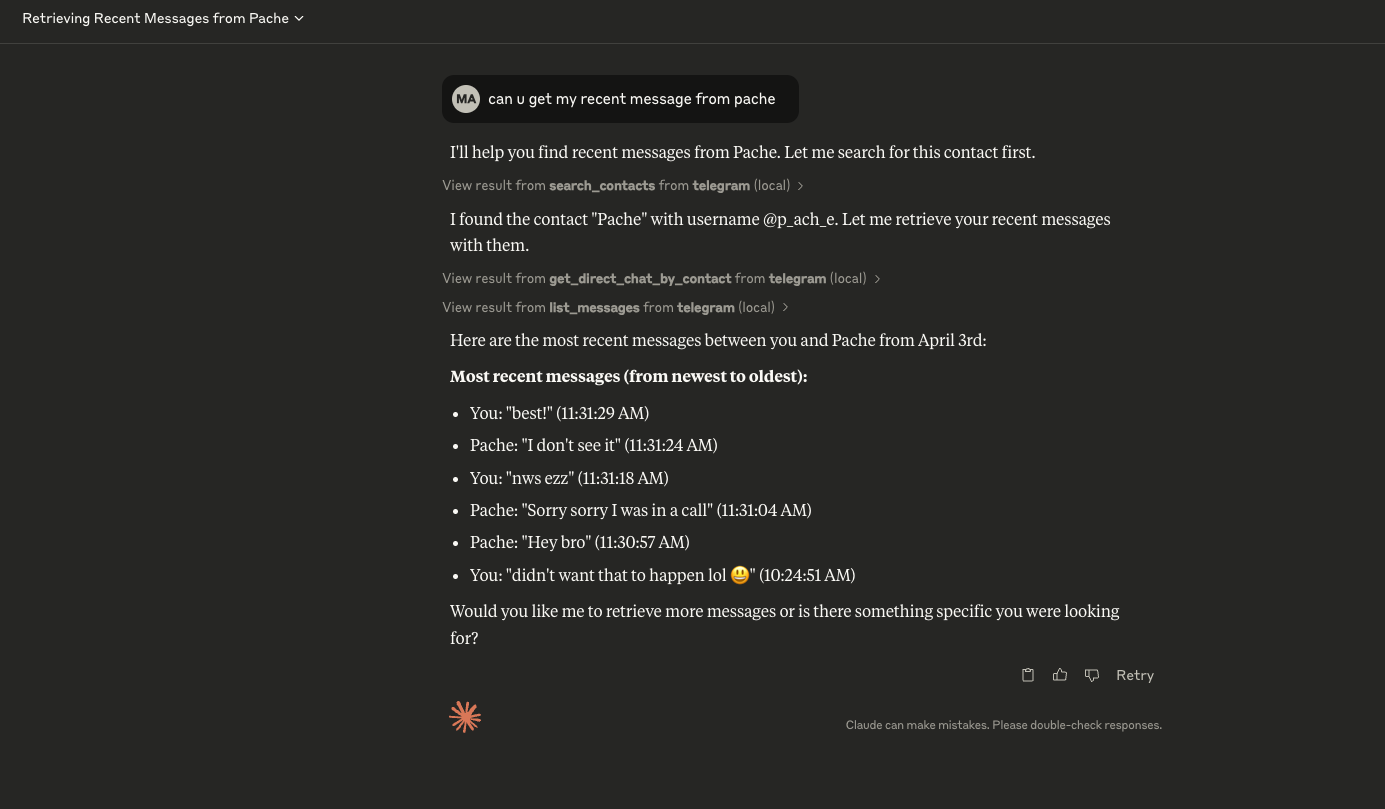 Retrieving Recent Messages from Pache
MA can u get my recent message from pache
I'll help you find recent messages from Pache. Let me search for this contact first.
View result from search_contacts from telegram (local)
I found the contact "Pache" with username @p_ach_e. Let me retrieve your recent messages
with them.
View result from get_direct_chat_by_contact from telegram (local)
View result from list_messages from telegram (local)
Here are the most recent messages between you and Pache from April 3rd:
Most recent messages (from newest to oldest):
• You: "best!" (11:31:29 AM)
• Pache: "I don't see it" (11:31:24 AM)
• You: "nws ezz" (11:31:18 AM)
• Pache: "Sorry sorry I was in a call" (11:31:04 AM)
• Pache: "Hey bro" (11:30:57 AM)
• You: "didn't want that to happen lol 😃" (10:24:51 AM)
Would you like me to retrieve more messages or is there something specific you were looking
for?
Retry
Claude can make mistakes. Please double-check responses.